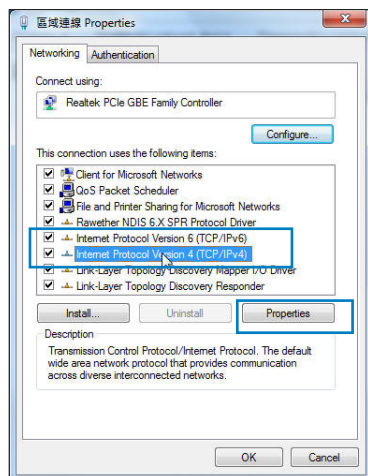 區域連線 Properties
Networking
Authentication
Connect using:
Realtek PCIe GBE Family Controller
Configure...
This connection uses the following items:
Client for Microsoft Networks
QoS Packet Scheduler
File and Printer Sharing for Microsoft Networks
Rawether NDIS 6.X SPR Protocol Driver
Internet Protocol Version 6 (TCP/IPv6)
Internet Protocol Version 4 (TCP/IPv4)
Link-Layer Topology Discovery Mapper I/O Driver
Link-Layer Topology Discovery Responder
Install...
Uninstall
Properties
Description
Transmission Control Protocol/Internet Protocol. The default
wide area network protocol that provides communication
across diverse interconnected networks.
OK
Cancel